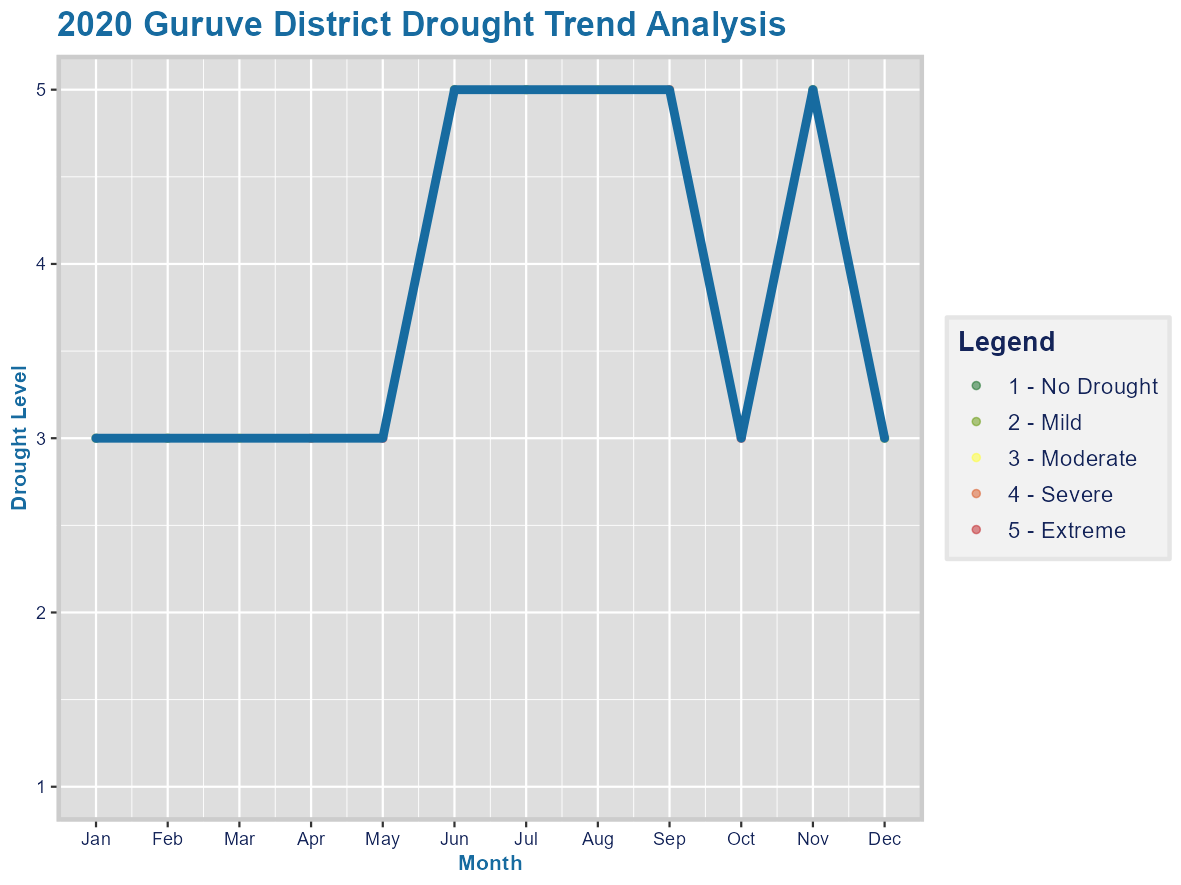 2020 Guruve District Drought Trend Analysis
Drought Level
5
4
3
2
1
Jan Feb Mar Apr May Jun Jul Aug Sep Oct Nov Dec
Month
Legend
1 - No Drought
2 - Mild
3 - Moderate
4 - Severe
5 - Extreme